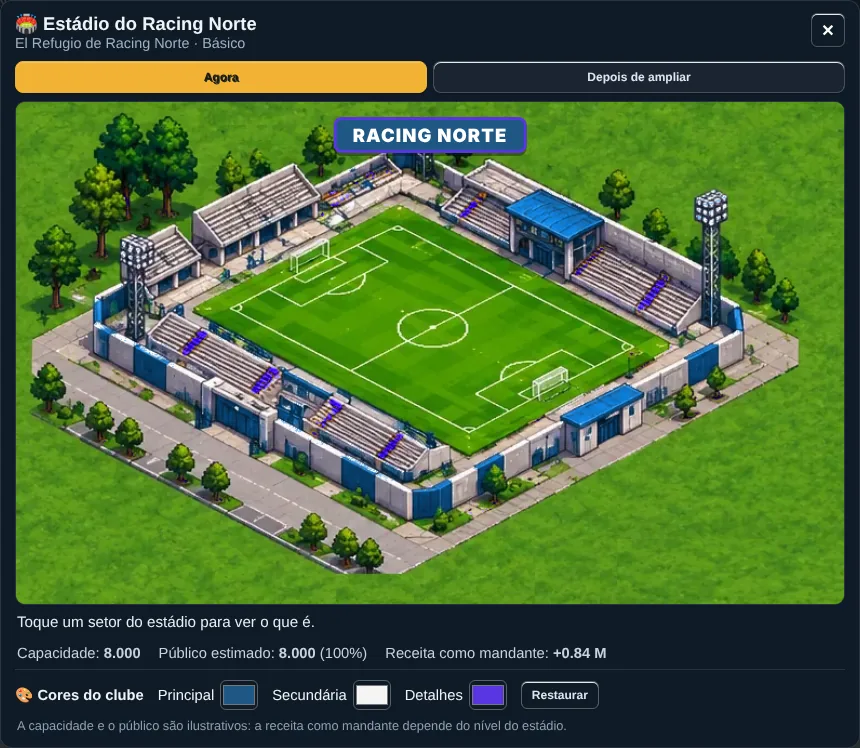 Estádio do Racing Norte
El Refugio de Racing Norte · Básico
×
Agora
Depois de ampliar
RACING NORTE
Toque um setor do estádio para ver o que é.
Capacidade: 8.000 Público estimado: 8.000 (100%) Receita como mandante: +0.84 M
Cores do clube Principal Secundária Detalhes Restaurar
A capacidade e o público são ilustrativos: a receita como mandante depende do nível do estádio.